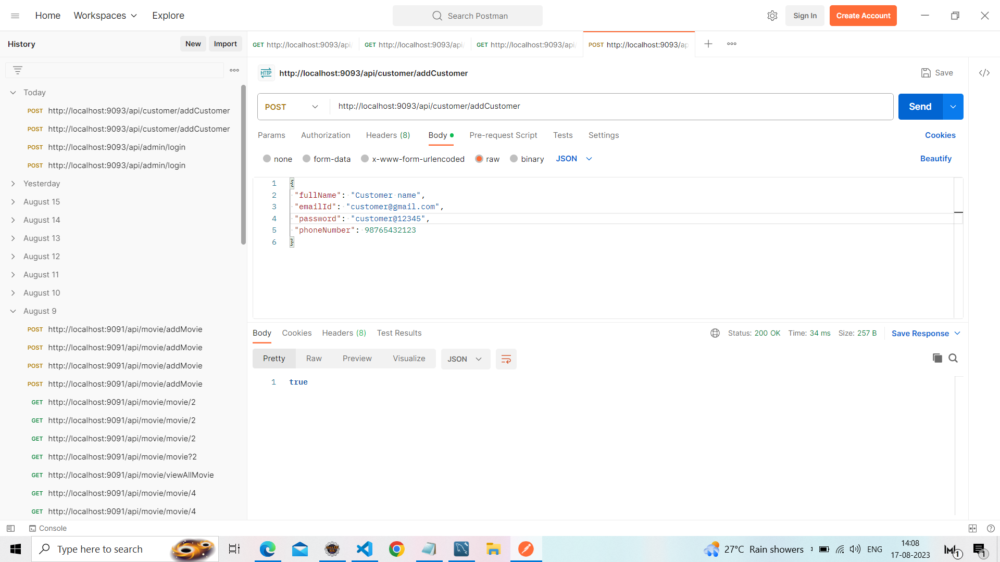 Home Workspaces Explore
Search Postman
Sign In Create Account
History New Import
GET http://localhost:9093/api/ GET http://localhost:9093/api/ GET http://localhost:9093/api/ POST http://localhost:9093/ap
HTTP http://localhost:9093/api/customer/addCustomer
Save
POST http://localhost:9093/api/customer/addCustomer
Send
Params Authorization Headers (8) Body Pre-request Script Tests Settings Cookies
none form-data x-www-form-urlencoded raw binary JSON Beautify
1 {
2 "fullName": "Customer name",
3 "emailId": "customer@gmail.com",
4 "password": "customer@12345",
5 "phoneNumber": 98765432123
6 }
Today
POST http://localhost:9093/api/customer/addCustomer
POST http://localhost:9093/api/customer/addCustomer
POST http://localhost:9093/api/admin/login
POST http://localhost:9093/api/admin/login
Yesterday
August 15
August 14
August 13
August 12
August 11
August 10
August 9
POST http://localhost:9091/api/movie/addMovie
POST http://localhost:9091/api/movie/addMovie
POST http://localhost:9091/api/movie/addMovie
POST http://localhost:9091/api/movie/addMovie
GET http://localhost:9091/api/movie/movie/2
GET http://localhost:9091/api/movie/movie/2
GET http://localhost:9091/api/movie/movie/2
GET http://localhost:9091/api/movie/movie?2
GET http://localhost:9091/api/movie/viewAllMovie
GET http://localhost:9091/api/movie/movie/4
GET http://localhost:9091/api/movie/movie/4
Body Cookies Headers (8) Test Results
Status: 200 OK Time: 34 ms Size: 257 B Save Response
Pretty Raw Preview Visualize JSON
1 true
Console
Type here to search
27°C Rain showers ENG
14:08
17-08-2023
1
1